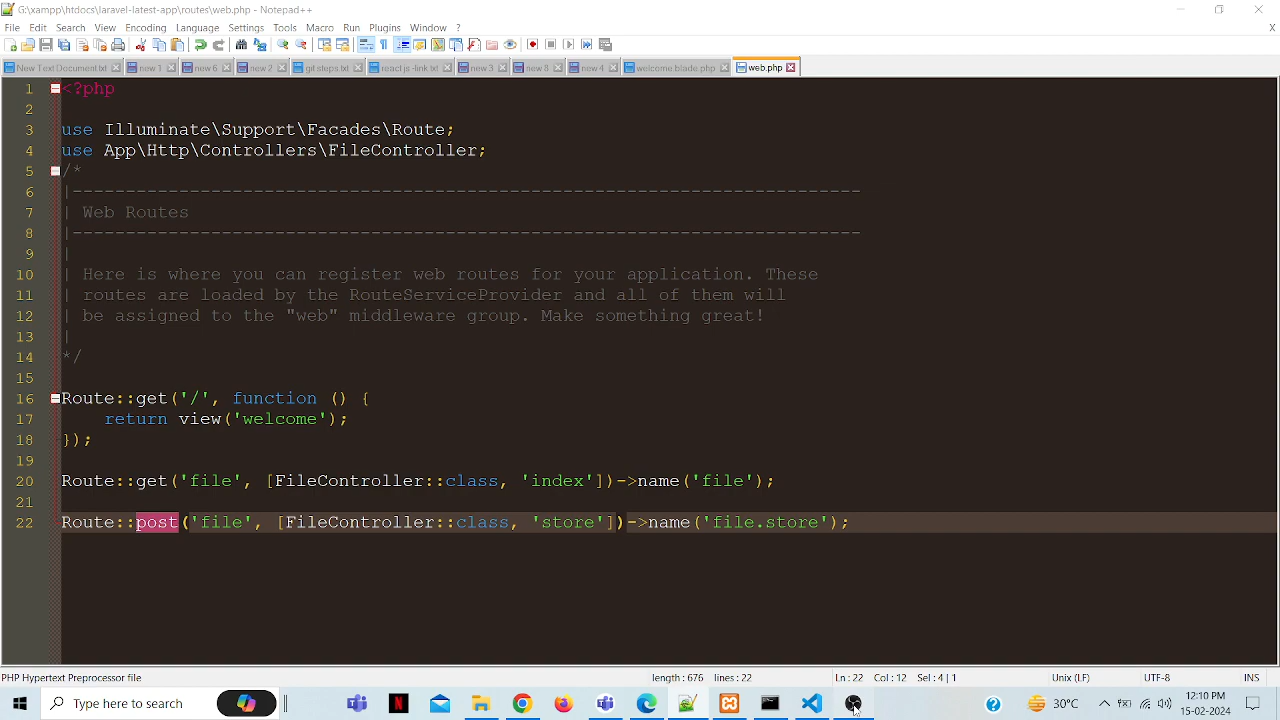 G:\xampp\htdocs\laravel-latest-app\routes\web.php - Notepad++
File Edit Search View Encoding Language Settings Tools Macro Run Plugins Window ? X
New Text Document.txt new 1 new 6 new 2 git steps.txt react js -link.txt new 3 new 8 new 4 welcome.blade.php web.php
1 <?php
2
3 use Illuminate\Support\Facades\Route;
4 use App\Http\Controllers\FileController;
5 /*
6 |--------------------------------------------------------------------------
7 | Web Routes
8 |--------------------------------------------------------------------------
9 |
10 | Here is where you can register web routes for your application. These
11 | routes are loaded by the RouteServiceProvider and all of them will
12 | be assigned to the "web" middleware group. Make something great!
13 |
14 */
15
16 Route::get('/', function () {
17 return view('welcome');
18 });
19
20 Route::get('file', [FileController::class, 'index'])->name('file');
21
22 Route::post('file', [FileController::class, 'store'])->name('file.store');
PHP Hypertext Preprocessor file length: 676 lines: 22 Ln: 22 Col: 12 Sel: 4 | 1 Unix (LF) UTF-8 INS
Type here to search 30°C ENG 12:10 PM
15-02-2024